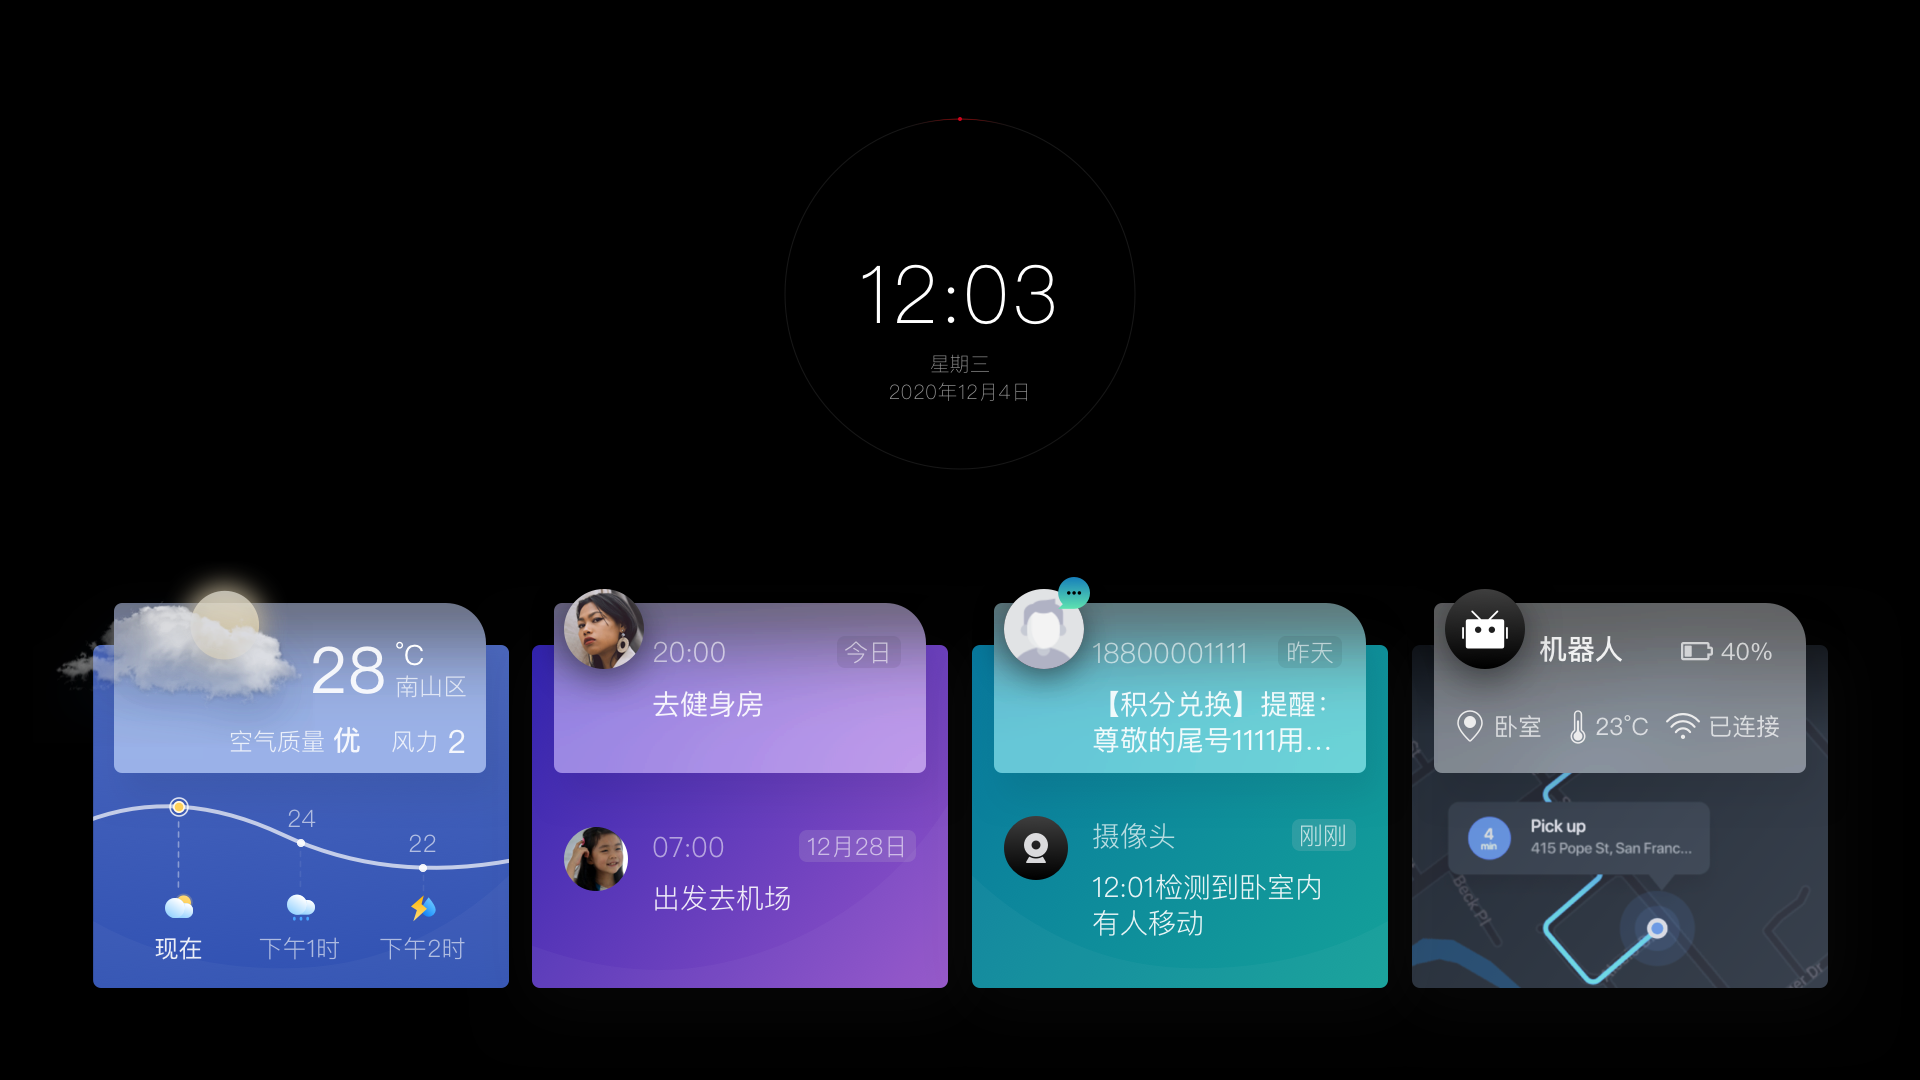 12:03
星期三
2020年12月4日
28 °C
南山区
空气质量 优 风力 2
24
22
现在 下午1时 下午2时
20:00 今日
去健身房
07:00 12月28日
出发去机场
18800001111 昨天
【积分兑换】提醒：
尊敬的尾号1111用...
摄像头 刚刚
12:01检测到卧室内
有人移动
机器人 40%
卧室 23°C 已连接
4
min
Pick up
415 Pope St, San Franc...
Beck Pl